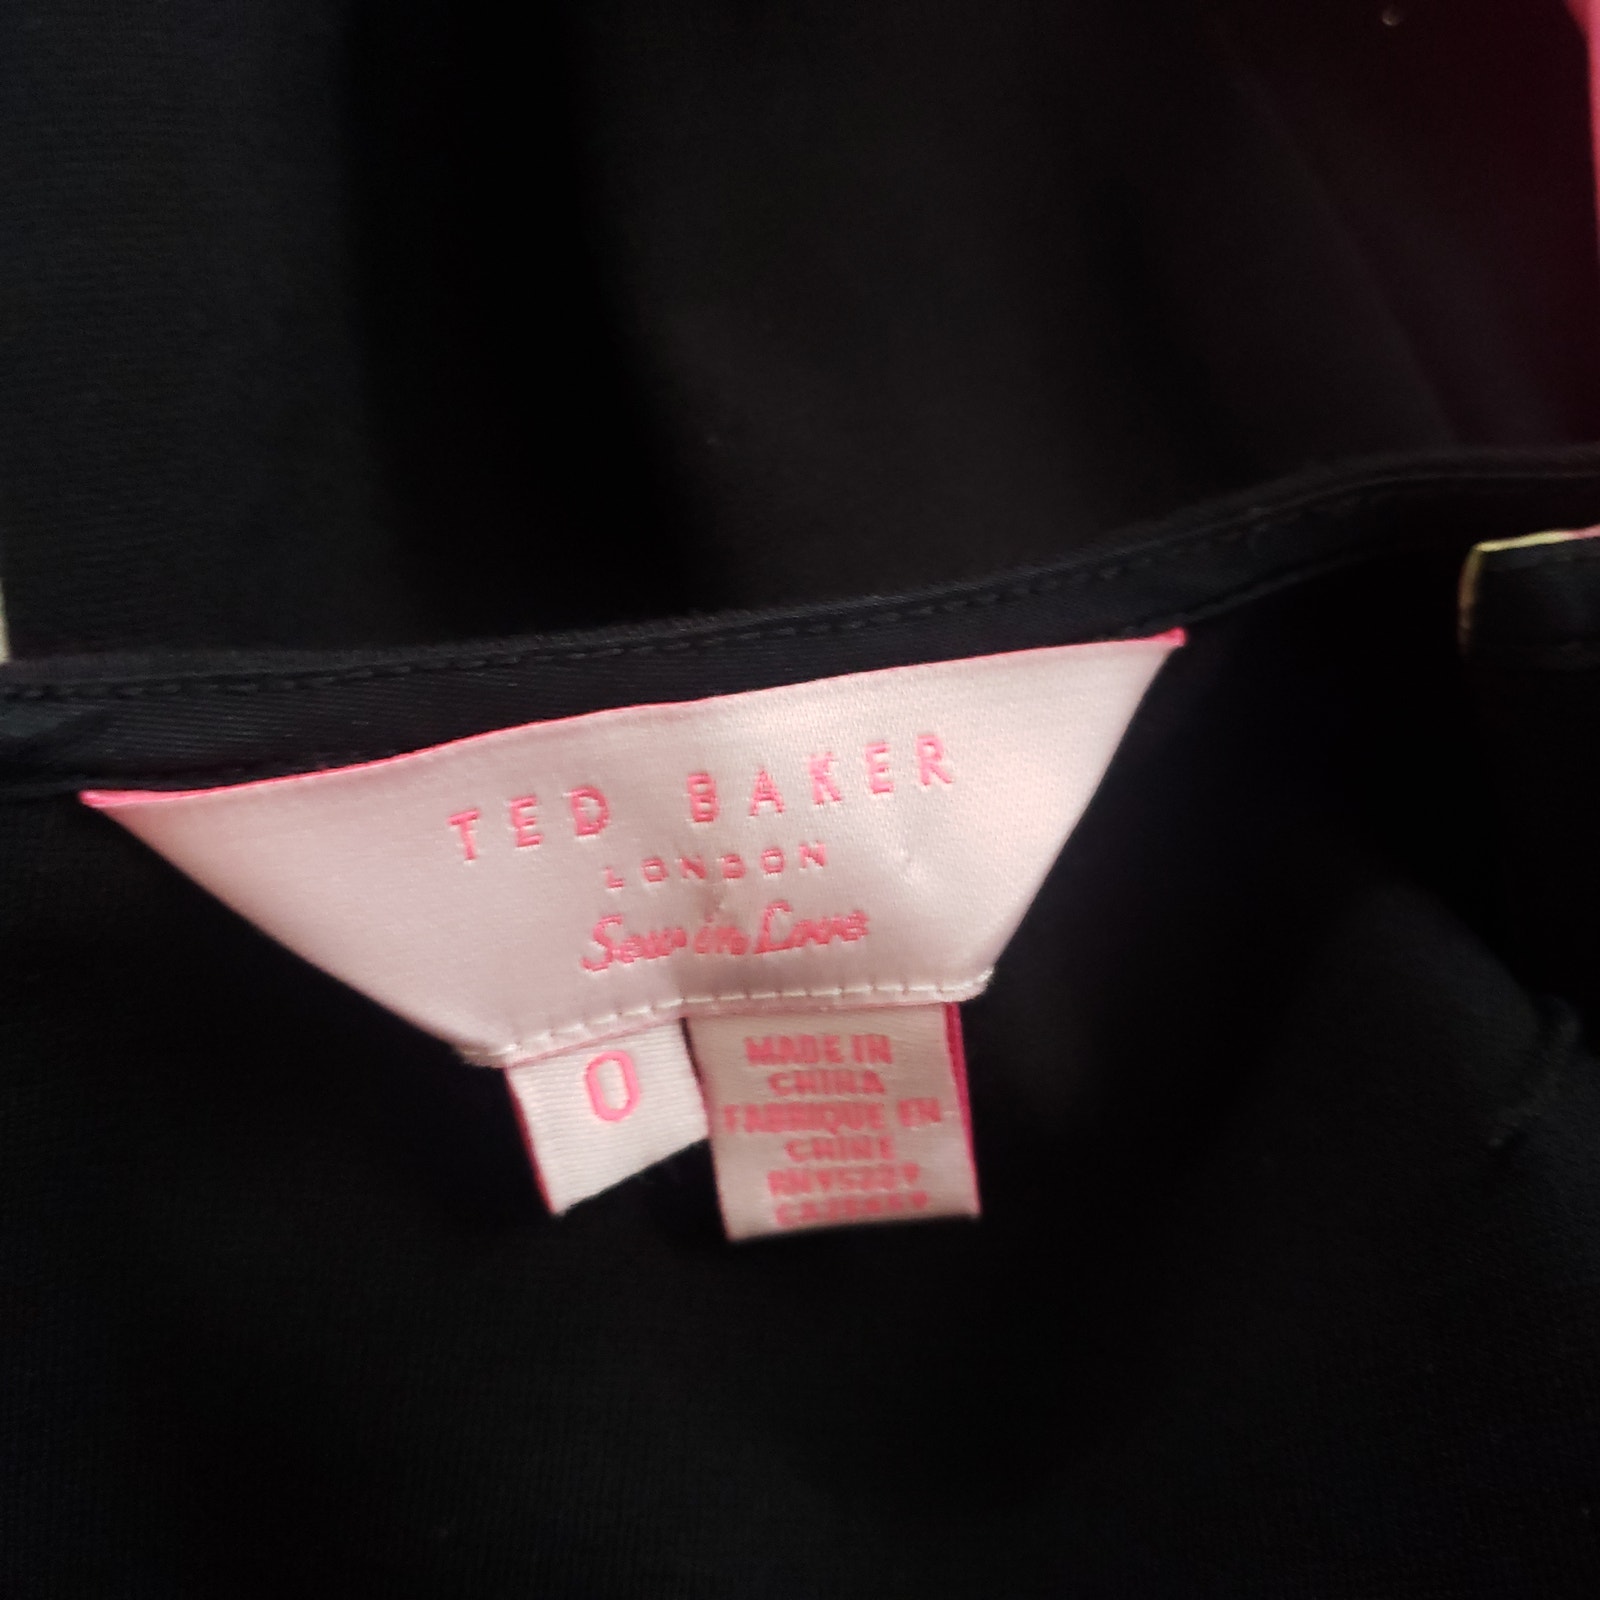 TED BAKER
LONDON
Sew in Love
0
MADE IN
CHINA
FABRIQUE EN
CHINE